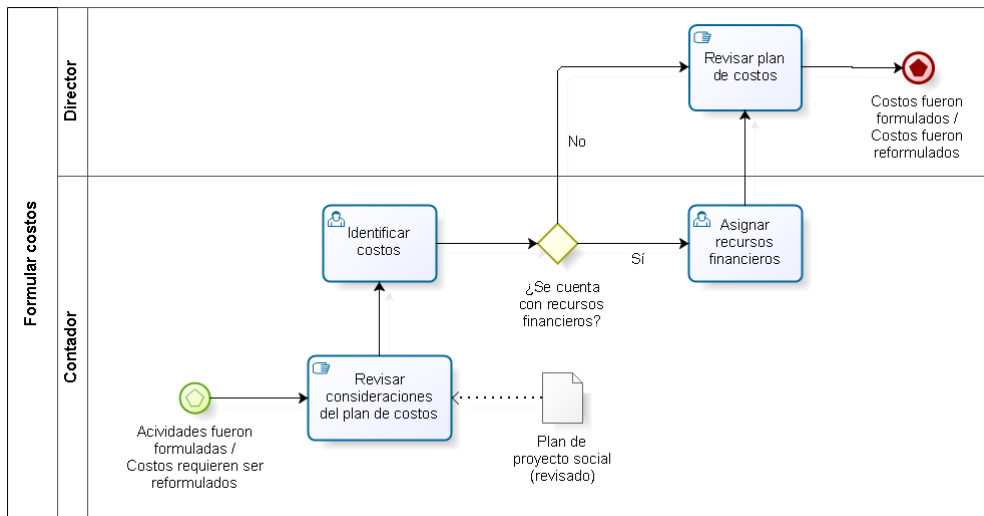 Formular costos
Director
Revisar plan
de costos
Costos fueron
formulados /
Costos fueron
reformulados
No
Contador
Identificar
costos
¿Se cuenta
con recursos
financieros?
Sí
Asignar
recursos
financieros
Acividades fueron
formuladas /
Costos requieren ser
reformulados
Revisar
consideraciones
del plan de costos
Plan de
proyecto social
(revisado)